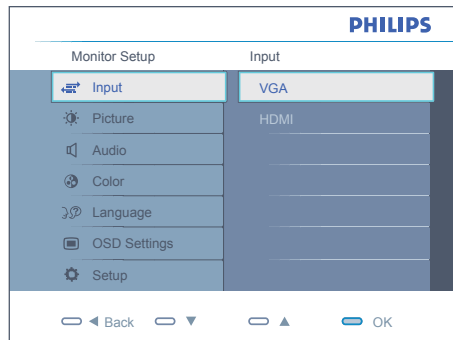 PHILIPS
Monitor Setup Input
Input VGA
Picture HDMI
Audio
Color
Language
OSD Settings
Setup
Back OK